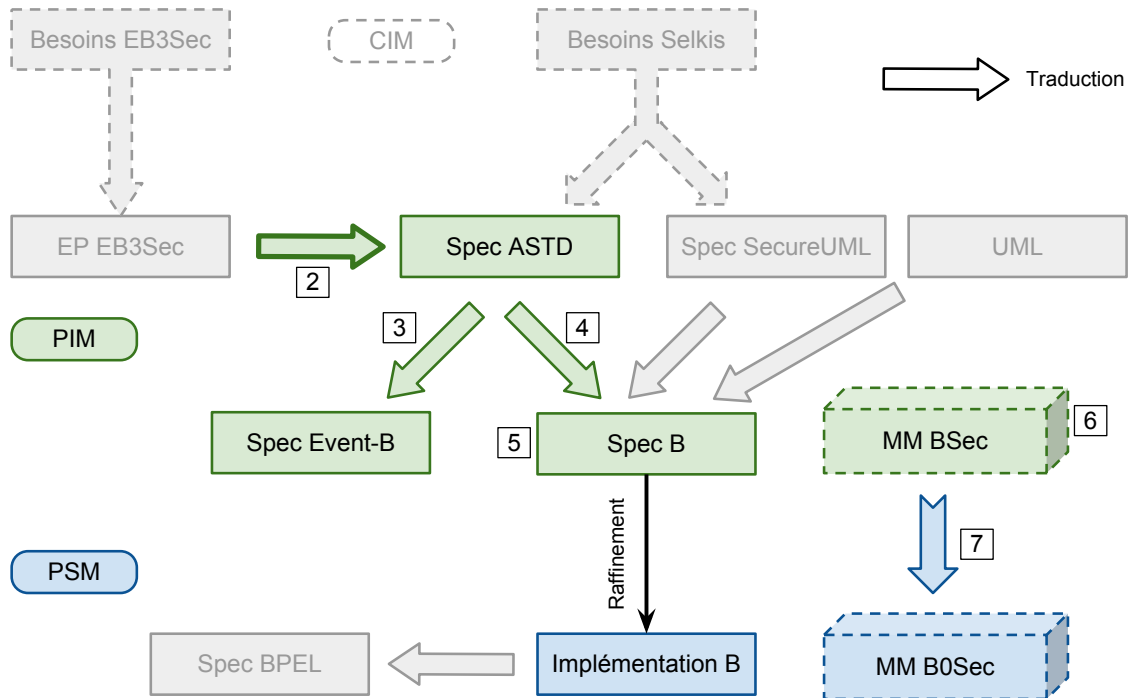 Besoins EB3Sec
CIM
Besoins Selkis
Traduction
EP EB3Sec
Spec ASTD
Spec SecureUML
UML
2
3
4
PIM
Spec Event-B
5
Spec B
MM BSec
6
Raffinement
7
PSM
Spec BPEL
Implémentation B
MM B0Sec